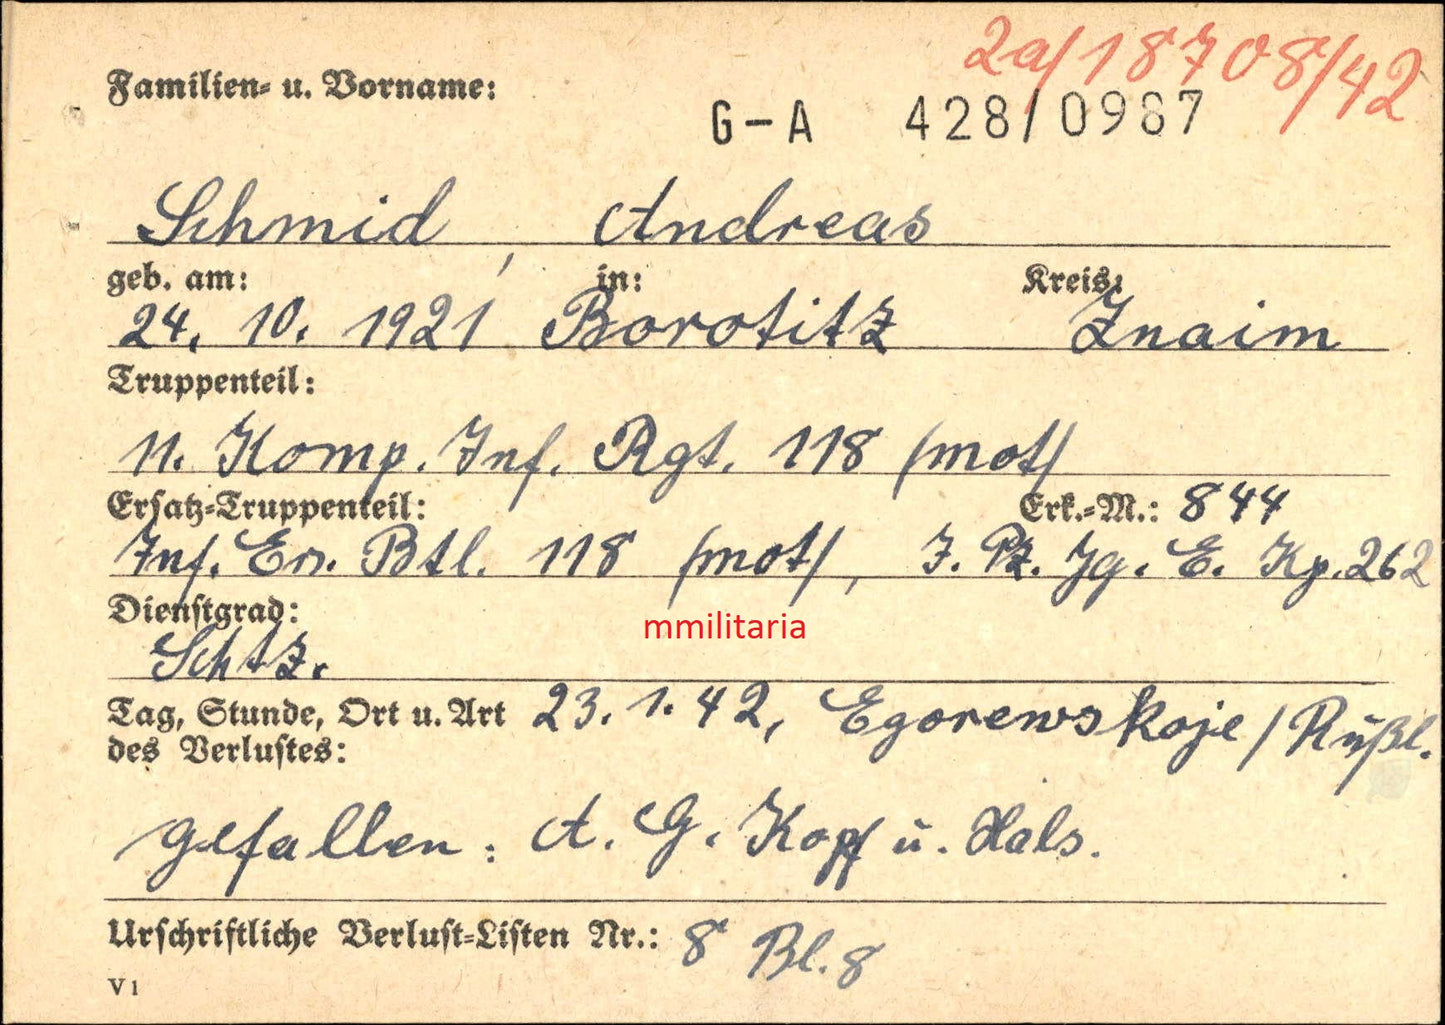 2a/18708/42
Familien- u. Vorname:
G-A 428/0987
Schmid, Andreas
geb. am: in: Kreis:
24. 10. 1921 Borotitz Znaim
Truppenteil:
11. Komp. Inf. Rgt. 118 (mot)
Ersatz-Truppenteil: Erk.-M.: 844
Inf. Ers. Btl. 118 (mot), I. Pz. Jg. E. Kp. 262
Dienstgrad:
mmilitaria
Schtz.
Tag, Stunde, Ort u. Art 23. 1. 42, Egorewskoje / Rußl.
des Verlustes:
gefallen: A. G. Kopf u. Hals.
Urschriftliche Verlust-Listen Nr.: 8 Bl. 8
V1